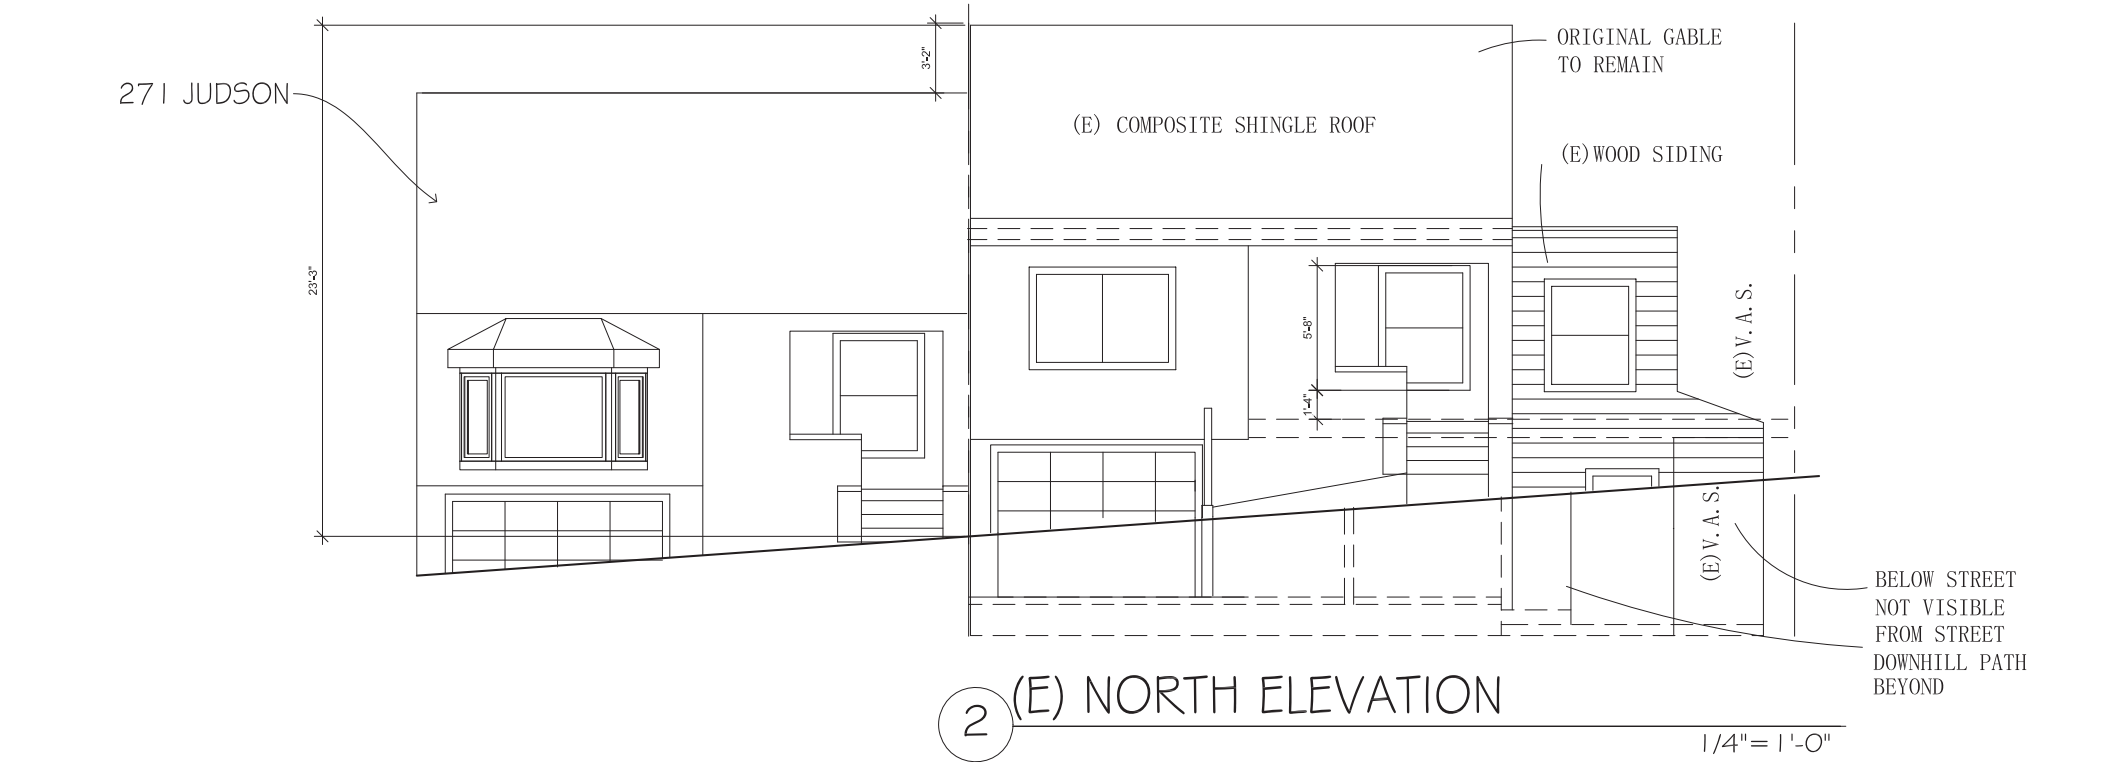 3'-2"
ORIGINAL GABLE
TO REMAIN
271 JUDSON
(E) COMPOSITE SHINGLE ROOF
(E)WOOD SIDING
23'-3"
5'-8"
(E)V.A.S.
1'-4"
(E)V.A.S.
BELOW STREET
NOT VISIBLE
FROM STREET
DOWNHILL PATH
BEYOND
2
(E) NORTH ELEVATION
1/4"=1'-0"